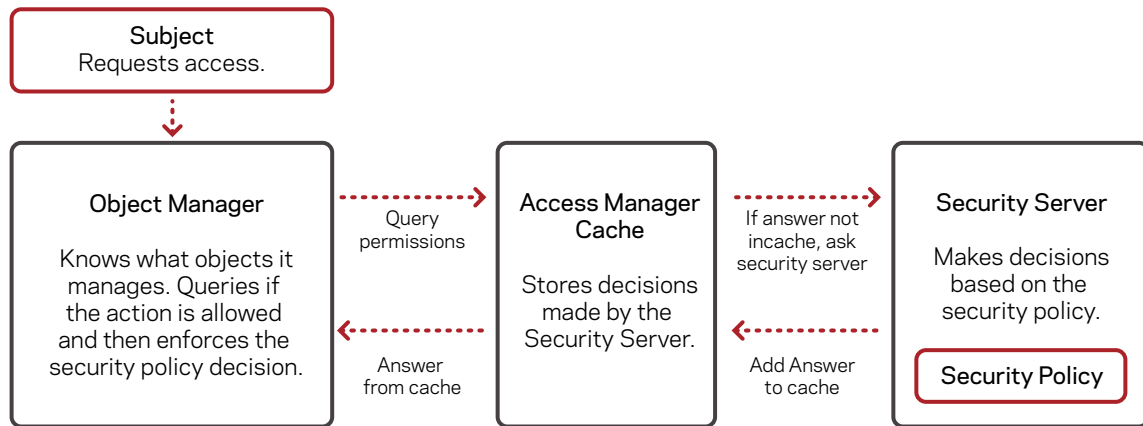 Subject
Requests access.
Object Manager
Knows what objects it
manages. Queries if
the action is allowed
and then enforces the
security policy decision.
Query
permissions
Answer
from cache
Access Manager
Cache
Stores decisions
made by the
Security Server.
If answer not
incache, ask
security server
Add Answer
to cache
Security Server
Makes decisions
based on the
security policy.
Security Policy